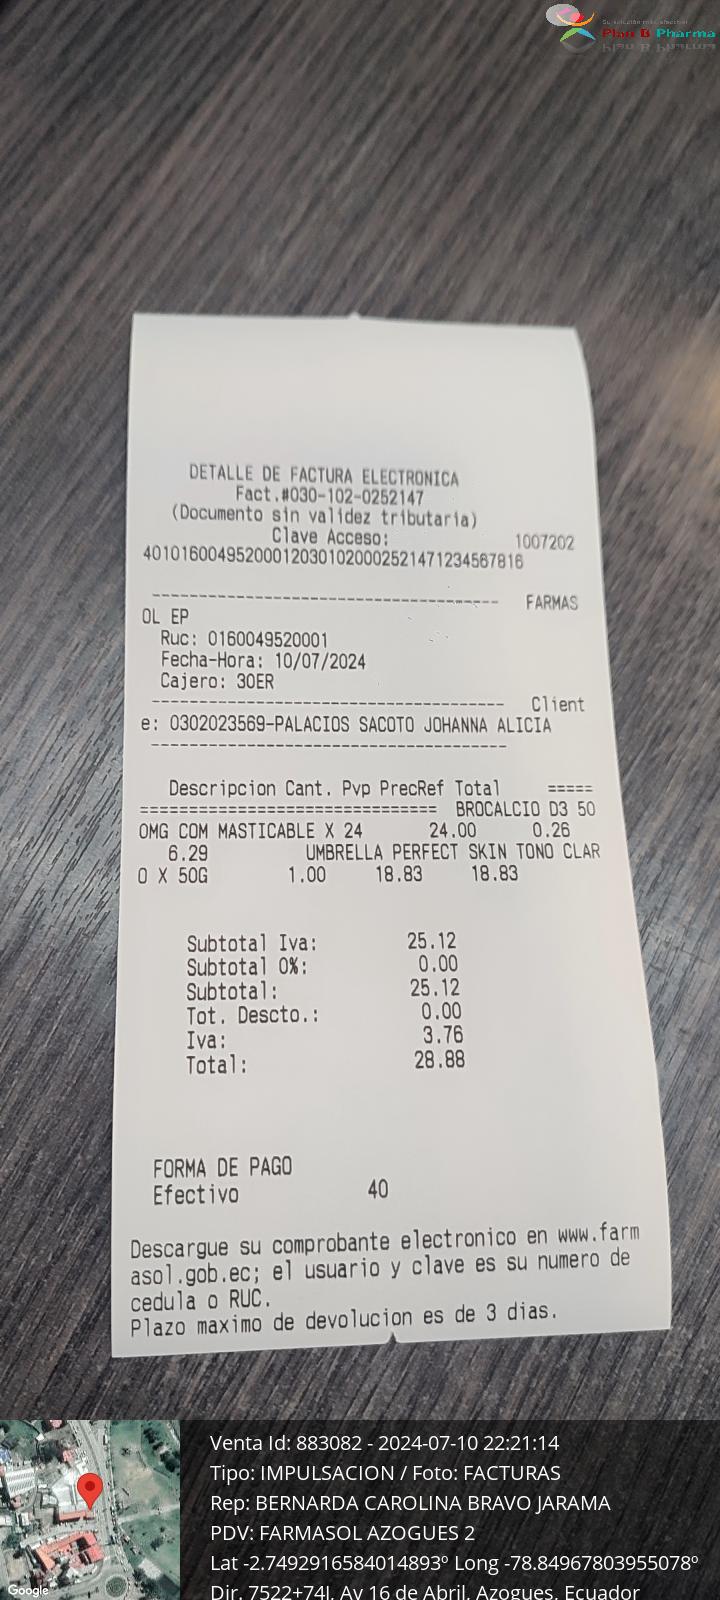 Su solución más efectiva!
Plan B Pharma
DETALLE DE FACTURA ELECTRONICA
Fact.#030-102-0252147
(Documento sin validez tributaria)
Clave Acceso: 1007202
401016004952000120301020002521471234567816
------------------------------------- FARMAS
OL EP
Ruc: 0160049520001
Fecha-Hora: 10/07/2024
Cajero: 30ER
------------------------------------- Client
e: 0302023569-PALACIOS SACOTO JOHANNA ALICIA
-------------------------------------
Descripcion Cant. Pvp PrecRef Total =====
=============================== BROCALCIO D3 50
0MG COM MASTICABLE X 24 24.00 0.26
6.29 UMBRELLA PERFECT SKIN TONO CLAR
O X 50G 1.00 18.83 18.83
Subtotal Iva: 25.12
Subtotal 0%: 0.00
Subtotal: 25.12
Tot. Descto.: 0.00
Iva: 3.76
Total: 28.88
FORMA DE PAGO
Efectivo 40
Descargue su comprobante electronico en www.farm
asol.gob.ec; el usuario y clave es su numero de
cedula o RUC.
Plazo maximo de devolucion es de 3 dias.
Google
Venta Id: 883082 - 2024-07-10 22:21:14
Tipo: IMPULSACION / Foto: FACTURAS
Rep: BERNARDA CAROLINA BRAVO JARAMA
PDV: FARMASOL AZOGUES 2
Lat -2.7492916584014893º Long -78.84967803955078º
Dir. 7522+74J, Av 16 de Abril, Azogues, Ecuador